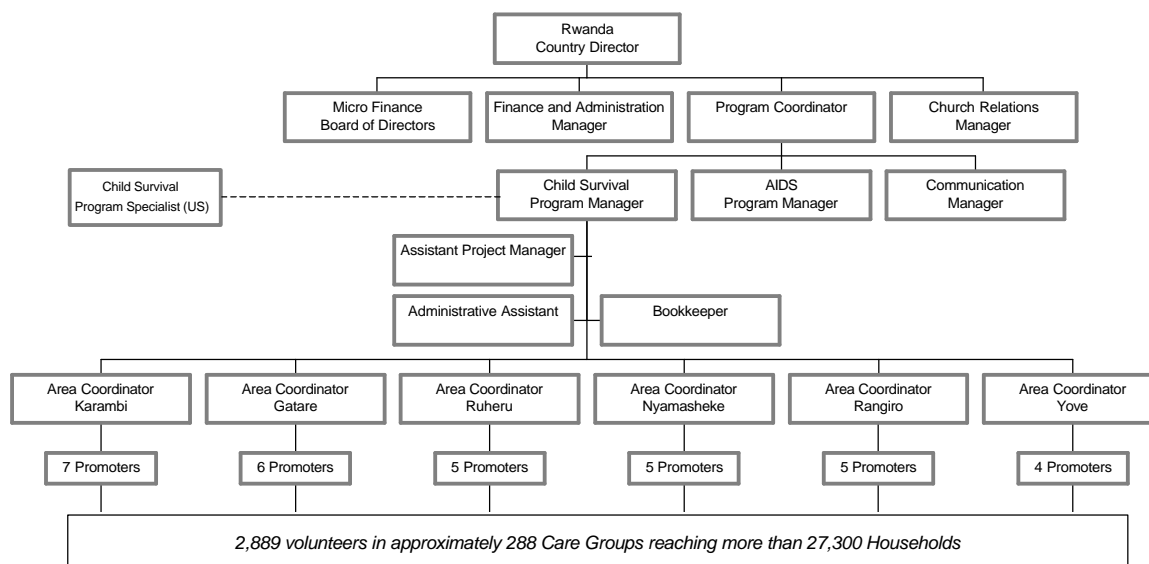 Rwanda
Country Director
Micro Finance
Board of Directors
Finance and Administration
Manager
Program Coordinator
Church Relations
Manager
Child Survival
Program Specialist (US)
Child Survival
Program Manager
AIDS
Program Manager
Communication
Manager
Assistant Project Manager
Administrative Assistant
Bookkeeper
Area Coordinator
Karambi
Area Coordinator
Gatare
Area Coordinator
Ruheru
Area Coordinator
Nyamasheke
Area Coordinator
Rangiro
Area Coordinator
Yove
7 Promoters
6 Promoters
5 Promoters
5 Promoters
5 Promoters
4 Promoters
2,889 volunteers in approximately 288 Care Groups reaching more than 27,300 Households